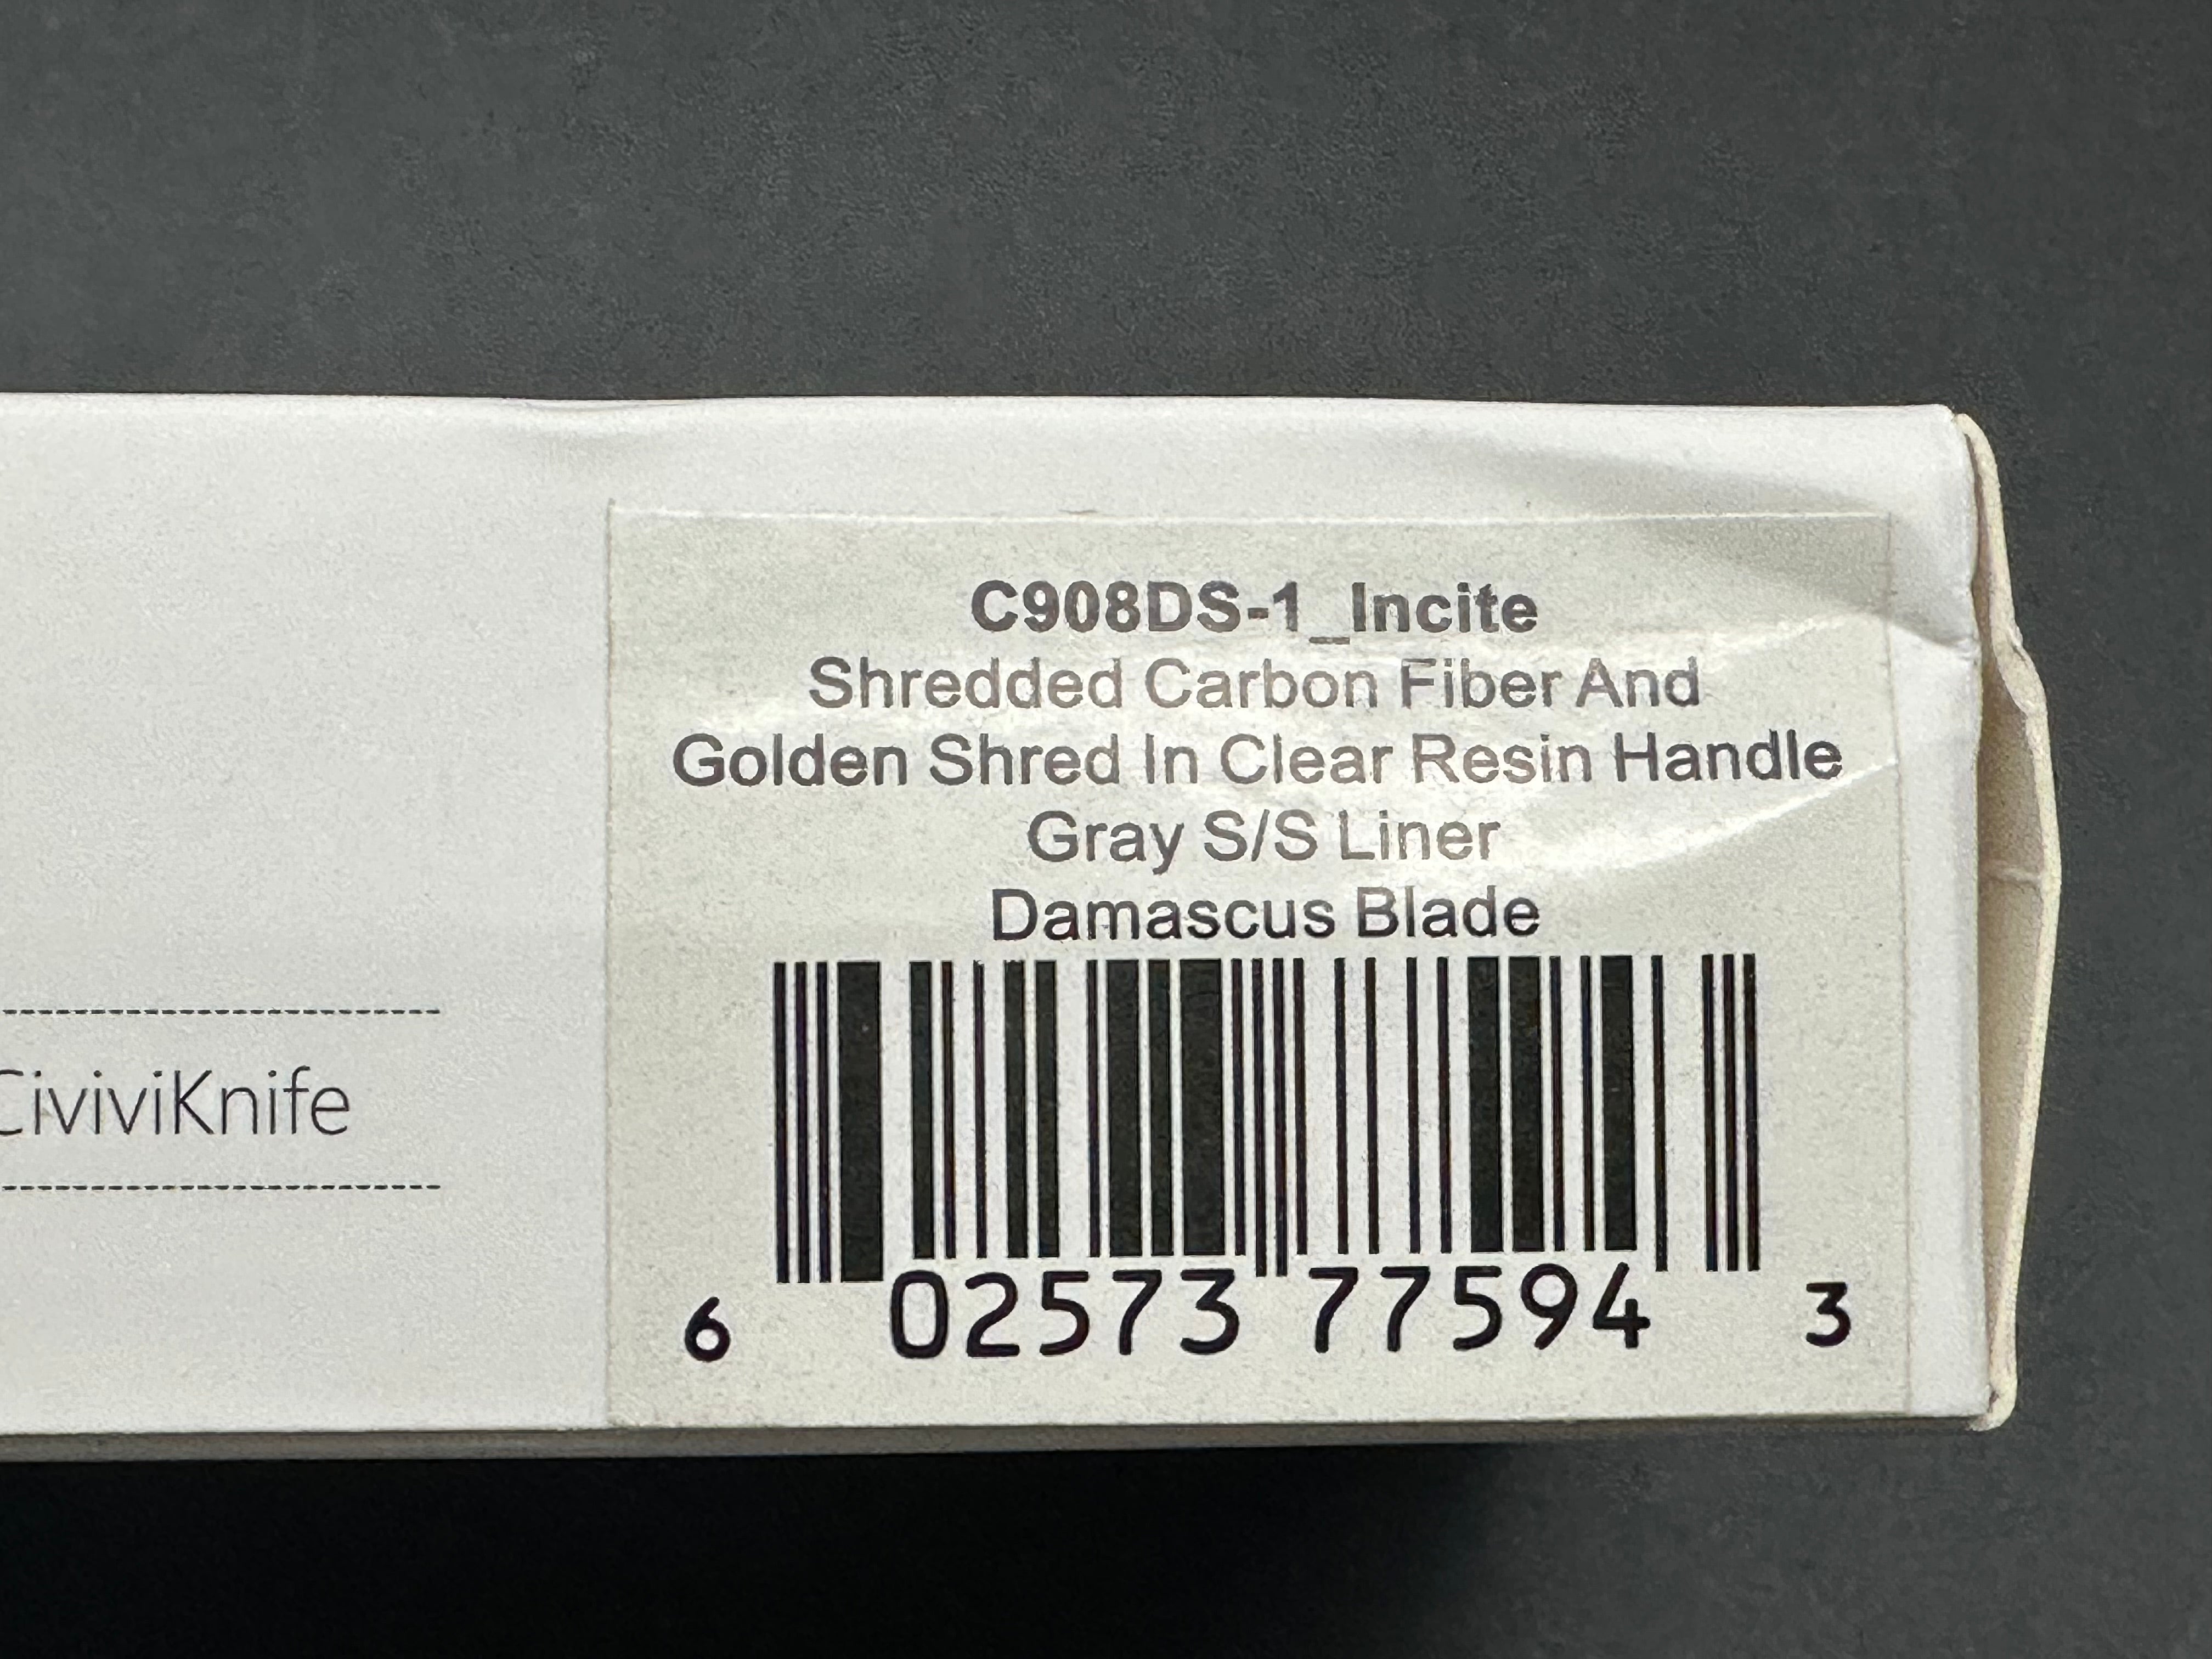 C908DS-1_Incite
Shredded Carbon Fiber And
Golden Shred In Clear Resin Handle
Gray S/S Liner
Damascus Blade
CiviviKnife
6 02573 77594 3